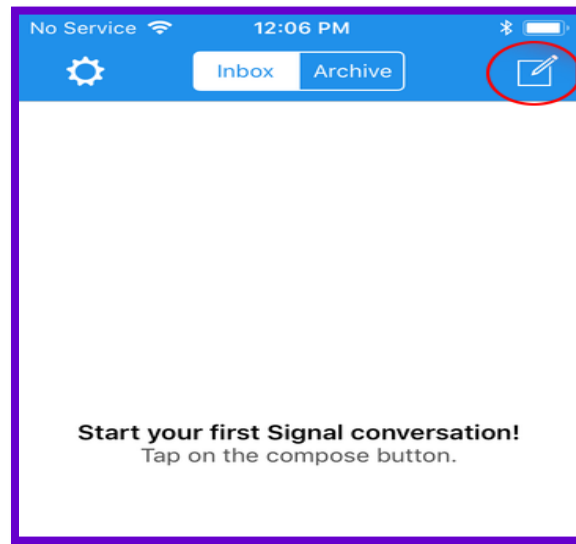 No Service 12:06 PM
Inbox Archive
Start your first Signal conversation!
Tap on the compose button.